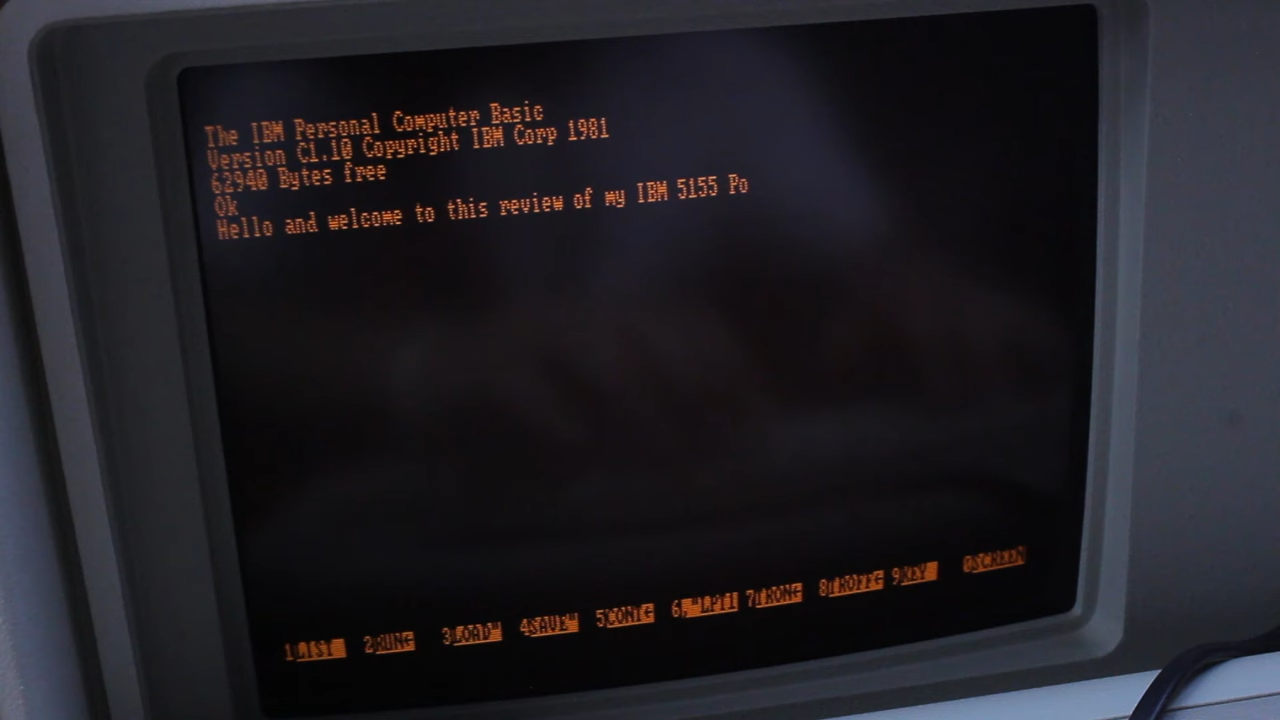 The IBM Personal Computer Basic
Version C1.10 Copyright IBM Corp 1981
62940 Bytes free
Ok
Hello and welcome to this review of my IBM 5155 Po
1LIST 2RUN← 3LOAD" 4SAVE" 5CONT← 6,"LPT1 7TRON← 8TROFF← 9KEY 0SCREEN